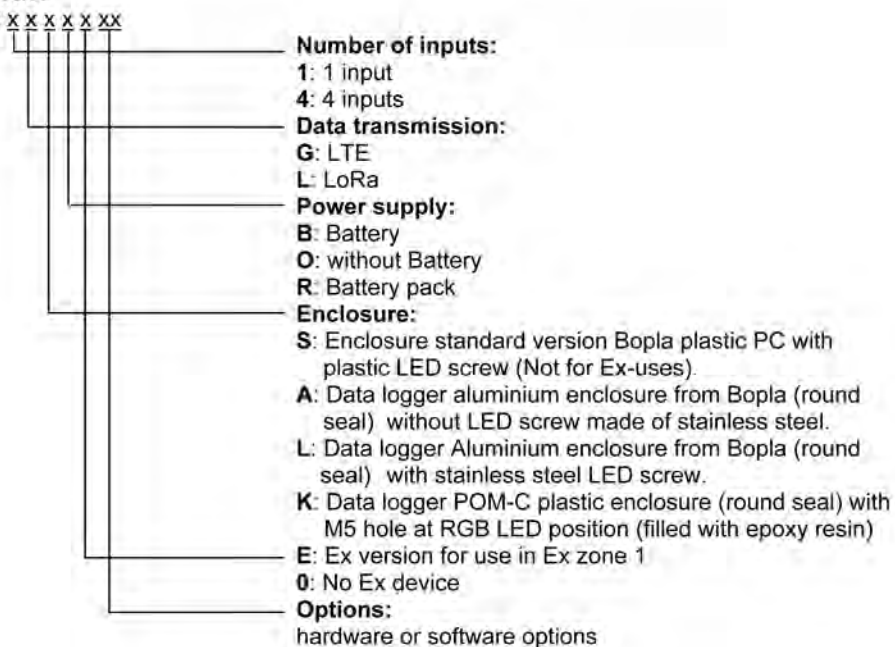 x x x x x xx
Number of inputs:
1: 1 input
4: 4 inputs
Data transmission:
G: LTE
L: LoRa
Power supply:
B: Battery
O: without Battery
R: Battery pack
Enclosure:
S: Enclosure standard version Bopla plastic PC with
plastic LED screw (Not for Ex-uses).
A: Data logger aluminium enclosure from Bopla (round
seal) without LED screw made of stainless steel.
L: Data logger Aluminium enclosure from Bopla (round
seal) with stainless steel LED screw.
K: Data logger POM-C plastic enclosure (round seal) with
M5 hole at RGB LED position (filled with epoxy resin)
E: Ex version for use in Ex zone 1
0: No Ex device
Options:
hardware or software options